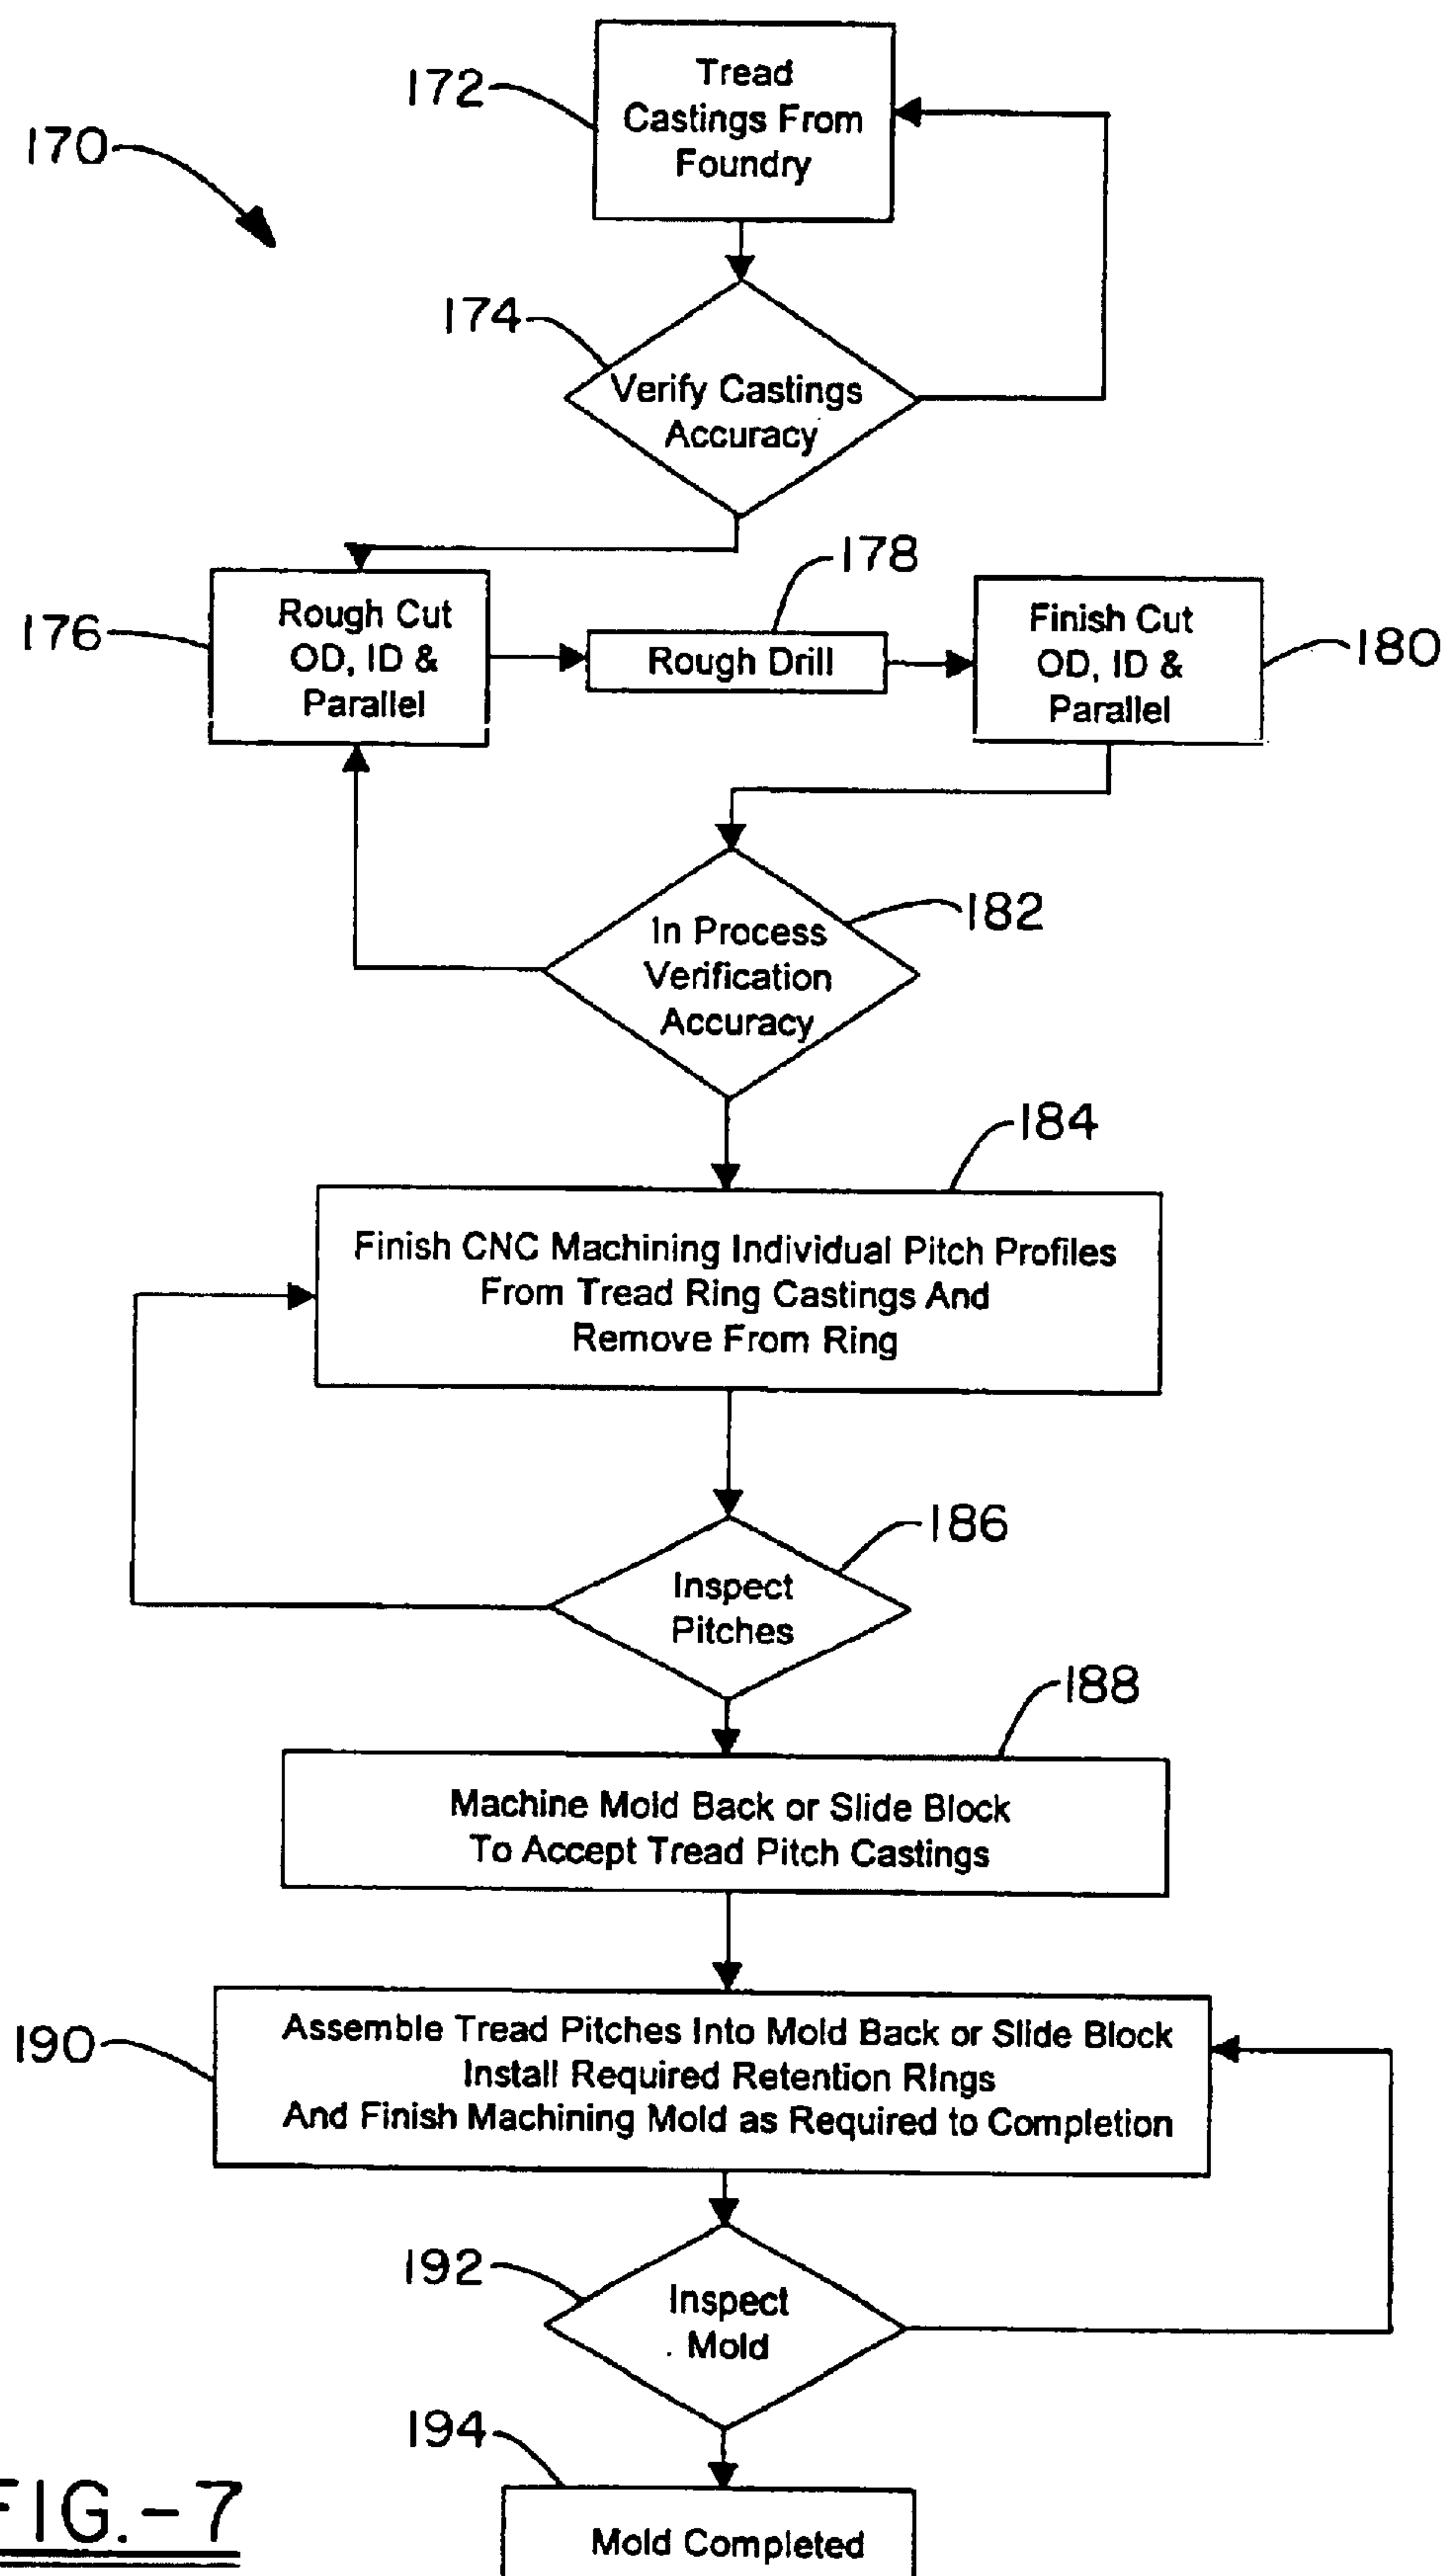 172
Tread
Castings From
Foundry
170
174
Verify Castings
Accuracy
178
176
Rough Cut
OD, ID &
Parallel
Rough Drill
Finish Cut
OD, ID &
Parallel
180
182
In Process
Verification
Accuracy
184
Finish CNC Machining Individual Pitch Profiles
From Tread Ring Castings And
Remove From Ring
186
Inspect
Pitches
188
Machine Mold Back or Slide Block
To Accept Tread Pitch Castings
190
Assemble Tread Pitches Into Mold Back or Slide Block
Install Required Retention Rings
And Finish Machining Mold as Required to Completion
192
Inspect
Mold
194
Mold Completed
FIG.-7